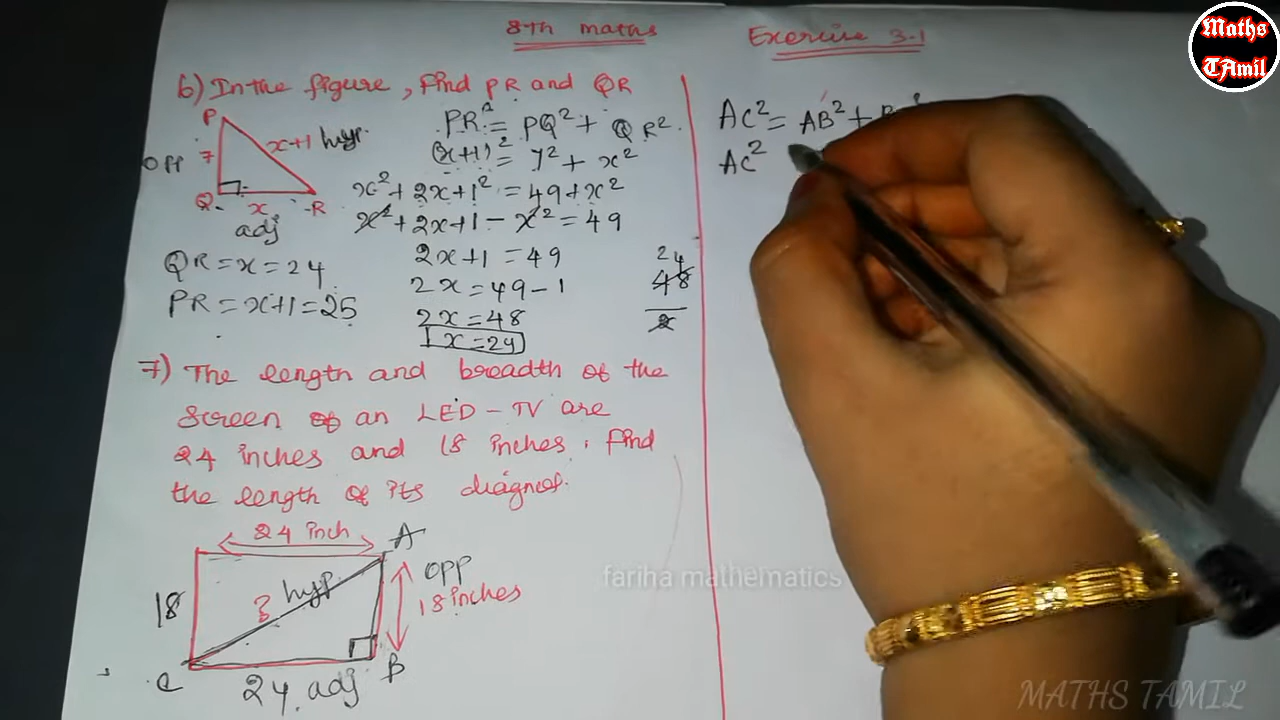 8-th maths
Exercise 3-1
Maths
TAmil
6) In the figure, Find PR and QR
P
7
Opp
x+1 hyp.
Q
x
R
adj
PR² = PQ² + QR².
(x+1)² = 7² + x²
x² + 2x + 1² = 49 + x²
x² + 2x + 1 - x² = 49
2x + 1 = 49
2x = 49 - 1
2x = 48
x = 24
24
48
2
QR = x = 24
PR = x+1 = 25
7) The length and breadth of the
screen of an LED - TV are
24 inches and 18 inches. Find
the length of its
24 inch
A
18
? hyp.
opp
18 inches
C
24 adj
B
AC² = AB² +
AC²
fariha mathematics
MATHS TAMIL